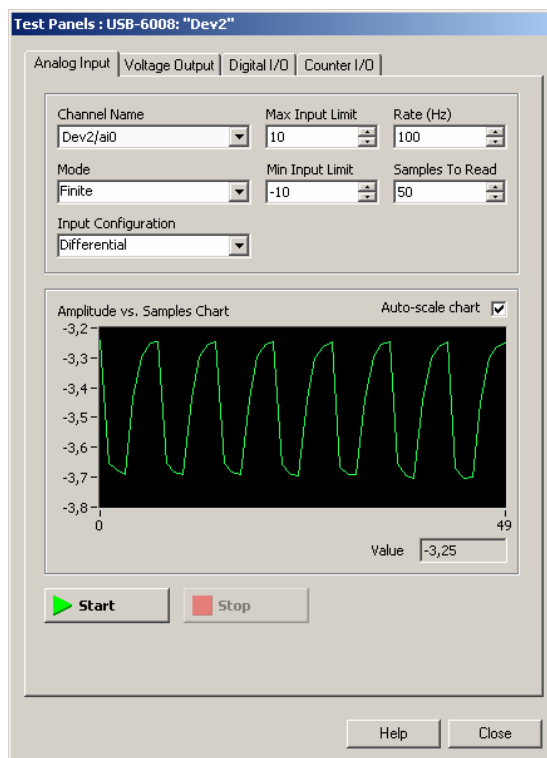 Test Panels : USB-6008: "Dev2"
Analog Input Voltage Output Digital I/O Counter I/O
Channel Name Max Input Limit Rate (Hz)
Dev2/ai0 10 100
Mode Min Input Limit Samples To Read
Finite -10 50
Input Configuration
Differential
Amplitude vs. Samples Chart Auto-scale chart
-3,2
-3,3
-3,4
-3,5
-3,6
-3,7
-3,8
0 49
Value -3,25
Start Stop
Help Close